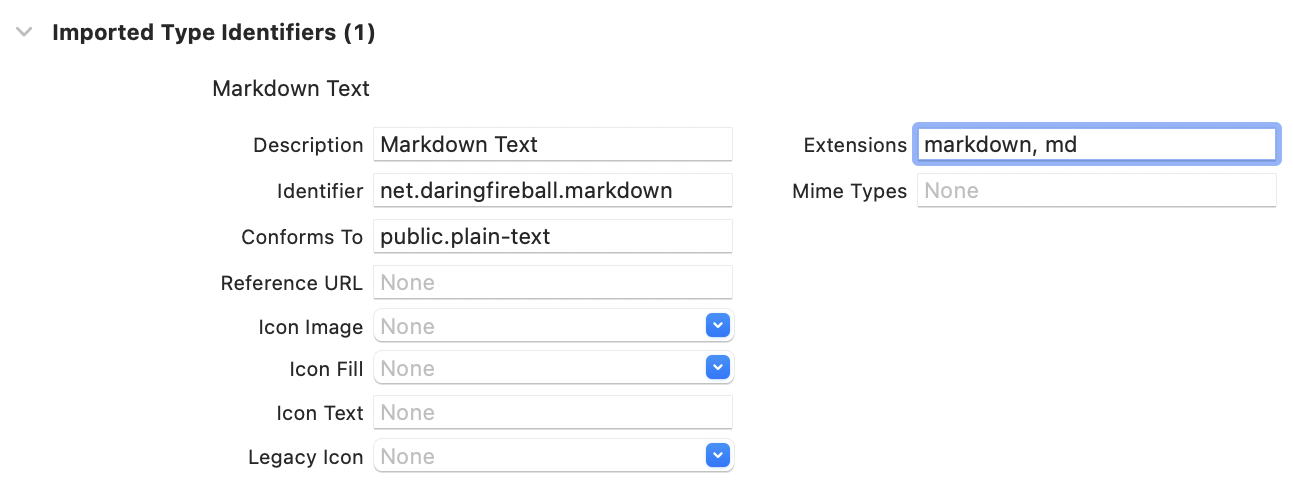 Imported Type Identifiers (1)
Markdown Text
Description Markdown Text Extensions markdown, md
Identifier net.daringfireball.markdown Mime Types None
Conforms To public.plain-text
Reference URL None
Icon Image None
Icon Fill None
Icon Text None
Legacy Icon None